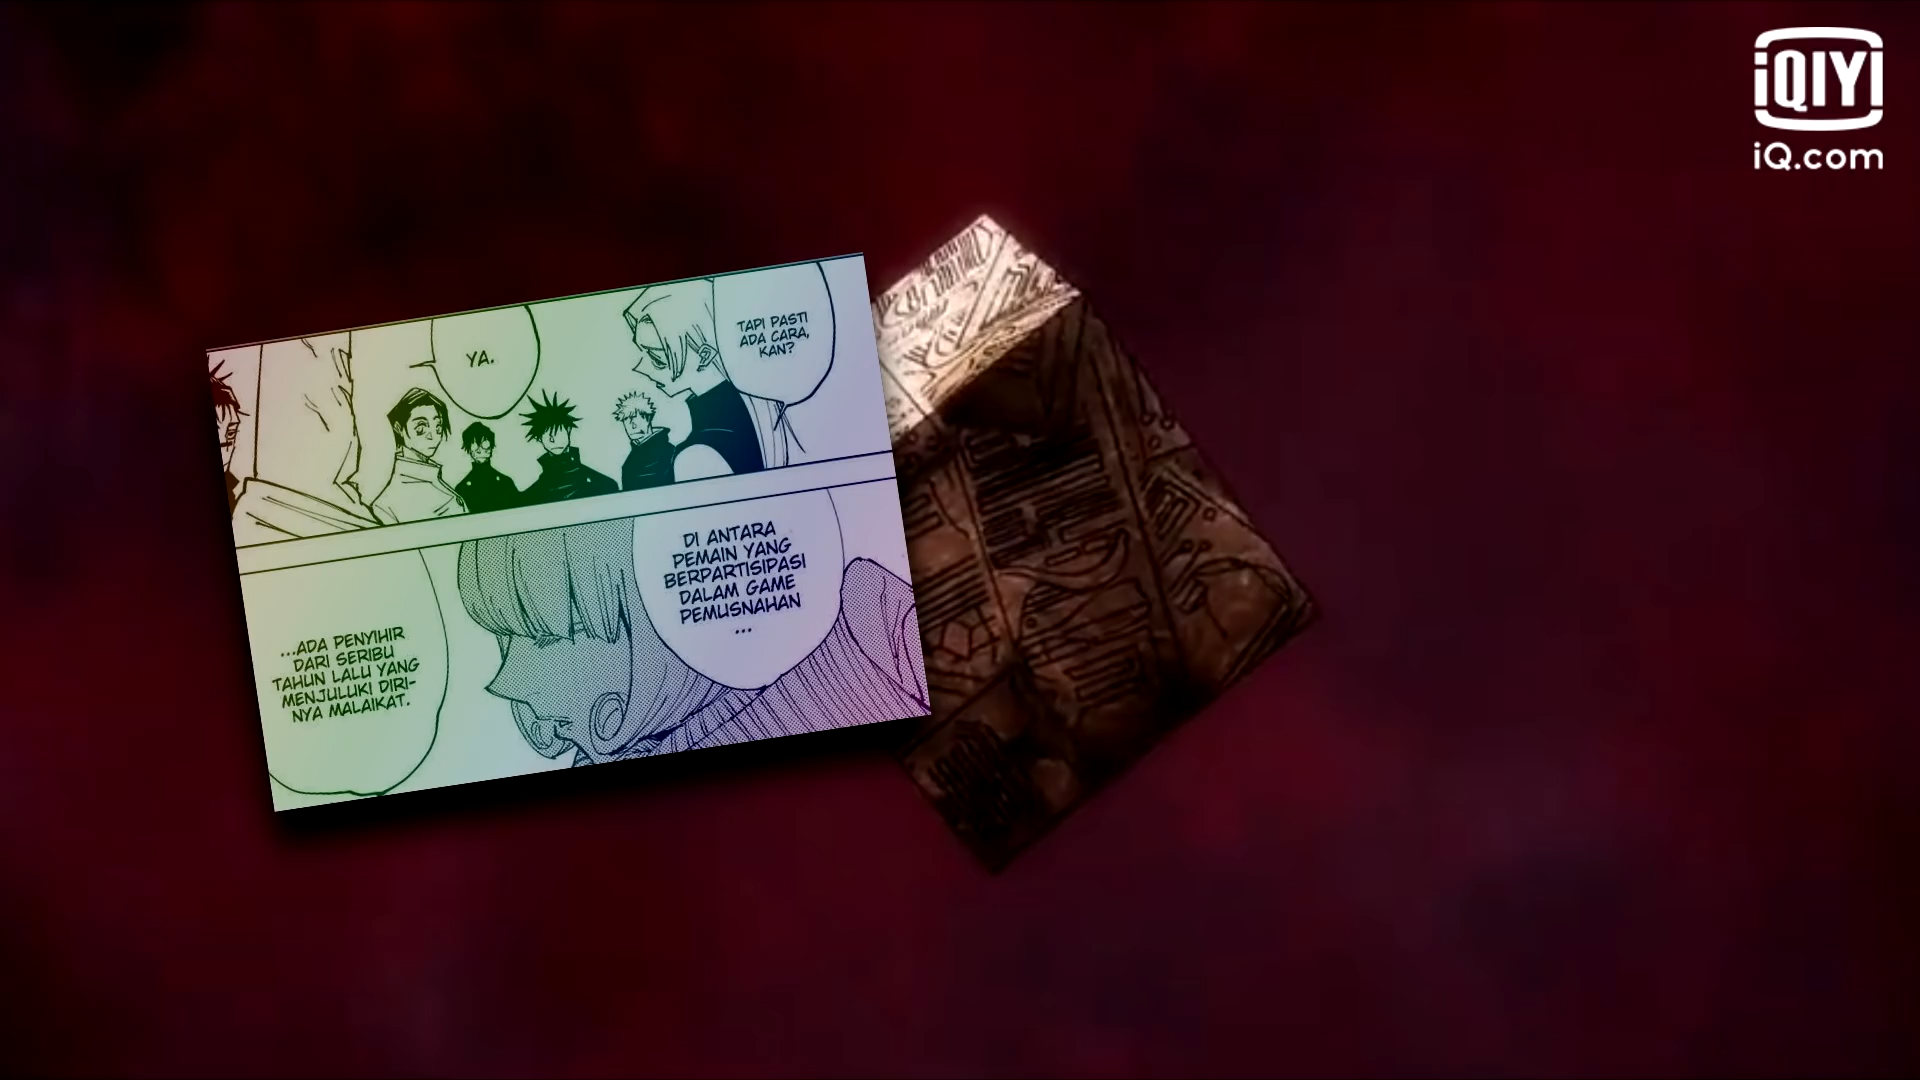 iQIYI
iQ.com
TAPI PASTI
ADA CARA,
KAN?
YA.
DI ANTARA
PEMAIN YANG
BERPARTISIPASI
DALAM GAME
PEMUSNAHAN
...
...ADA PENYIHIR
DARI SERIBU
TAHUN LALU YANG
MENJULUKI DIRI-
NYA MALAIKAT.